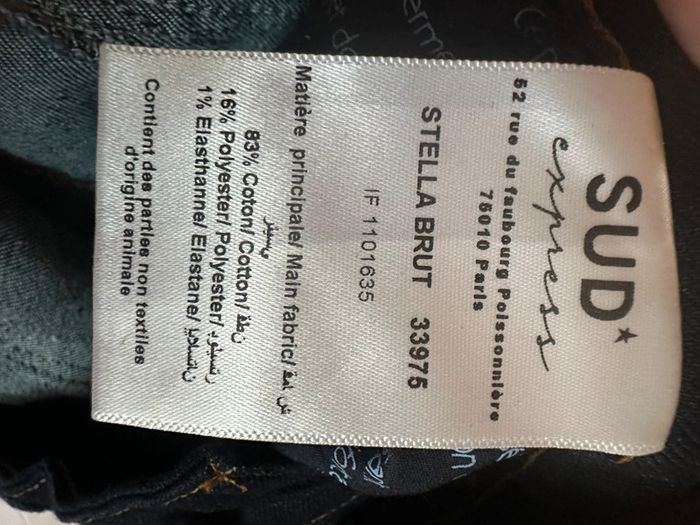 SUD*
express
52 rue du faubourg Poissonnière
75010 Paris
STELLA BRUT 33975
IF 1101635
Matière principale/ Main fabric/
83% Coton/ Cotton/
16% Polyester/ Polyester/
1% Elasthanne/ Elastane/
Contient des parties non textiles
d'origine animale